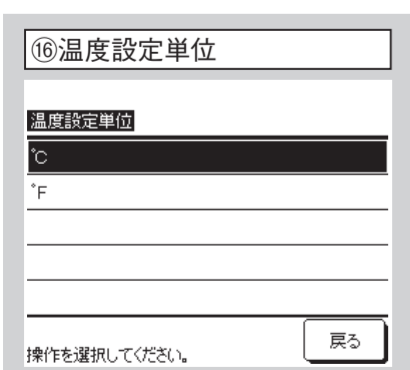 ⑯温度設定単位
温度設定単位
℃
°F
操作を選択してください。
戻る